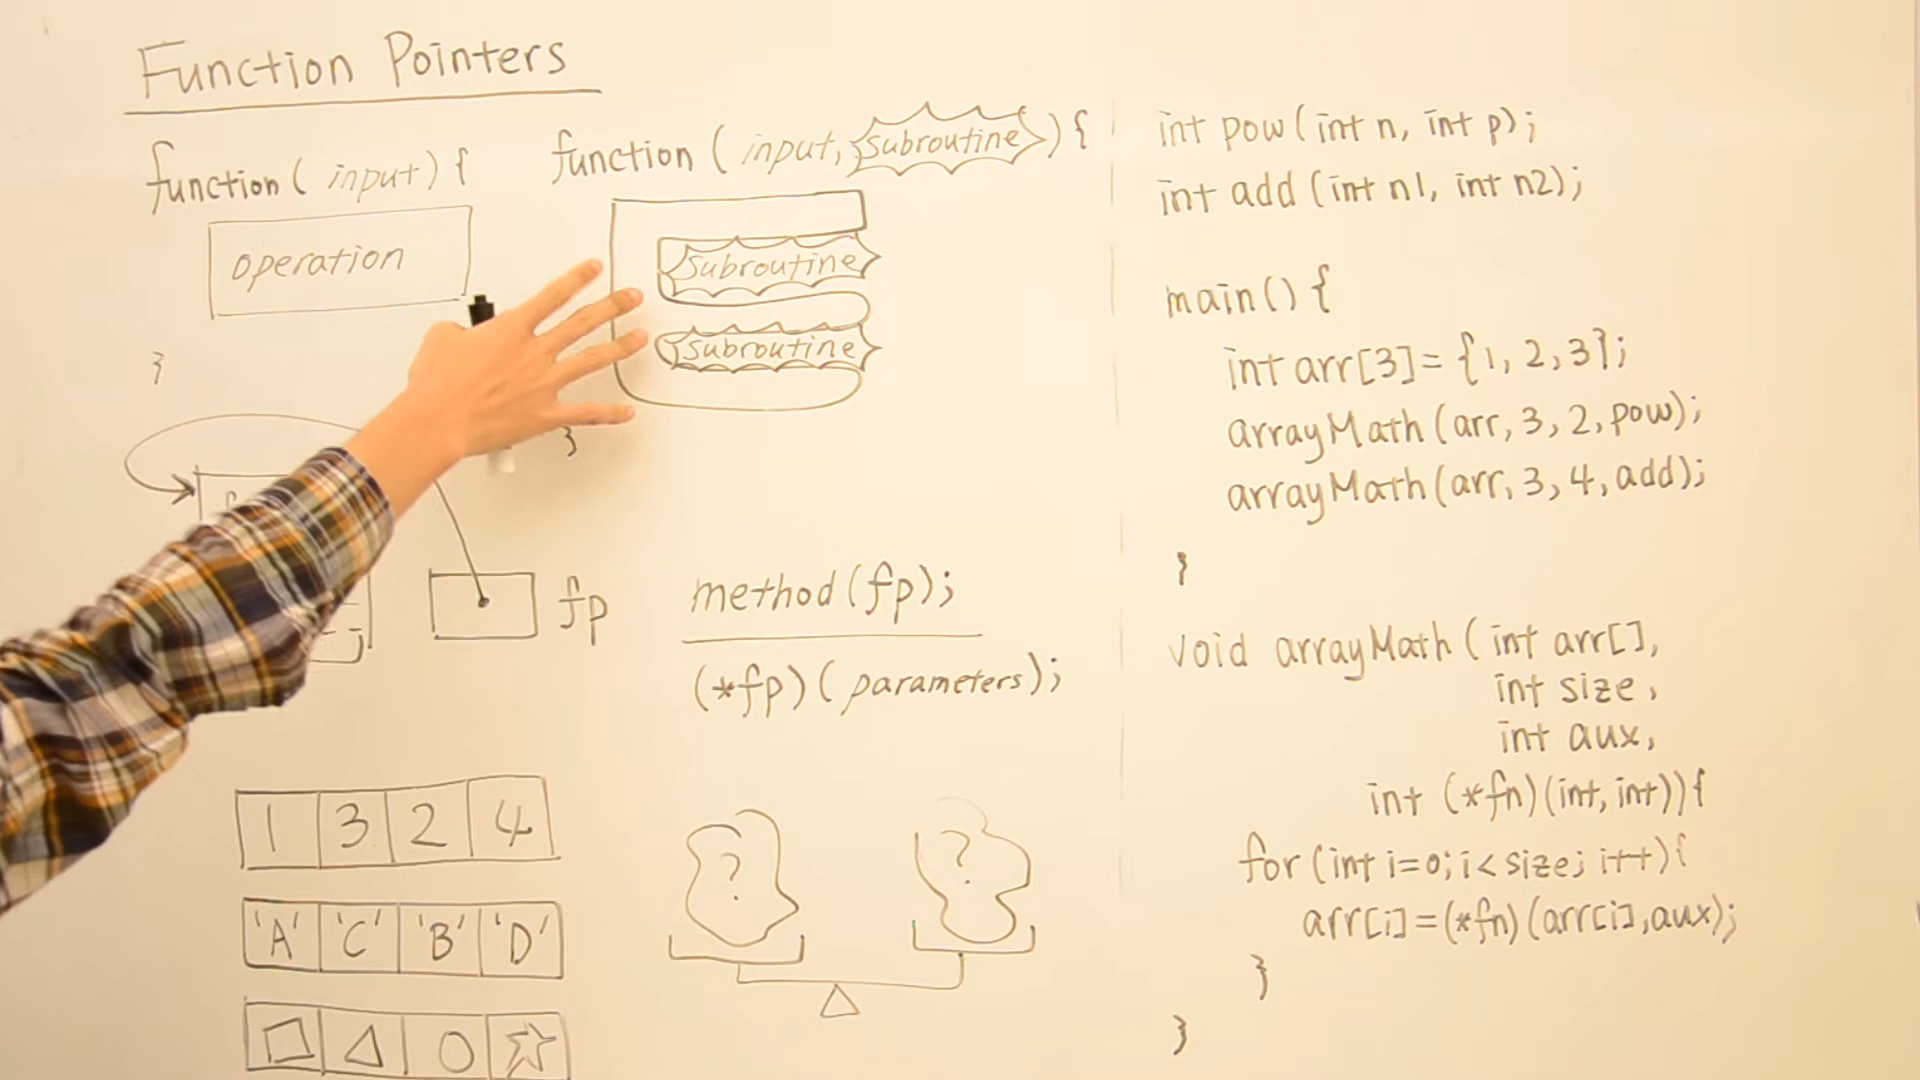 Function Pointers
function( input) {
operation
}
function ( input, subroutine ) {
subroutine
subroutine
}
fp
method(fp);
(*fp)( parameters);
1 3 2 4
'A' 'C' 'B' 'D'
? ?
int pow( int n, int p);
int add (int n1, int n2);
main() {
int arr[3]= {1, 2, 3};
arrayMath (arr, 3, 2, pow);
arrayMath (arr, 3, 4, add);
}
void arrayMath ( int arr[],
int size,
int aux,
int (*fn)(int, int)){
for (int i=0; i< size; i++){
arr[i] = (*fn) (arr[i], aux);
}
}